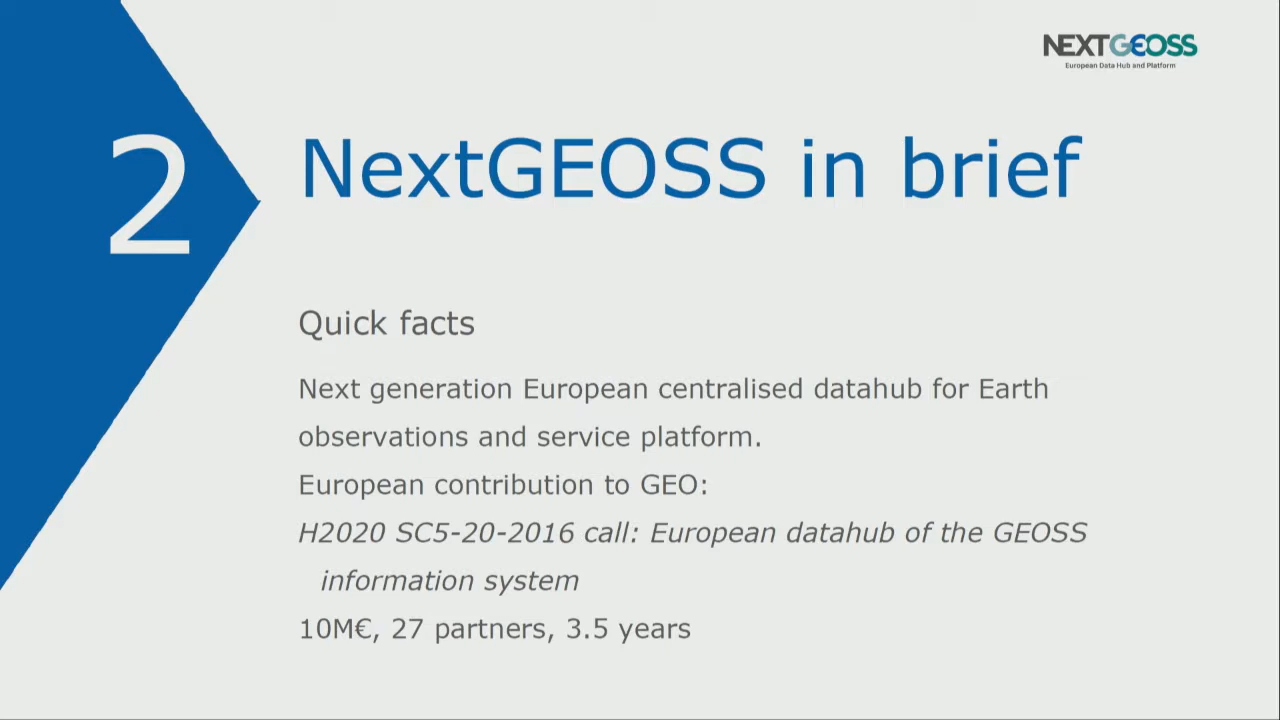 NEXTGEOSS
European Data Hub and Platform
2
NextGEOSS in brief
Quick facts
Next generation European centralised datahub for Earth
observations and service platform.
European contribution to GEO:
H2020 SC5-20-2016 call: European datahub of the GEOSS
information system
10M€, 27 partners, 3.5 years